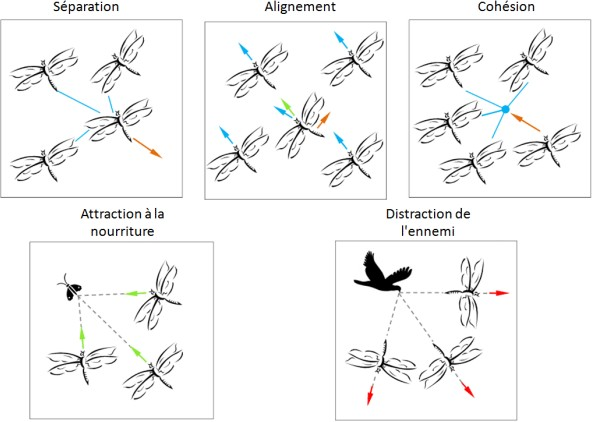 Séparation
Alignement
Cohésion
Attraction à la
nourriture
Distraction de
l'ennemi